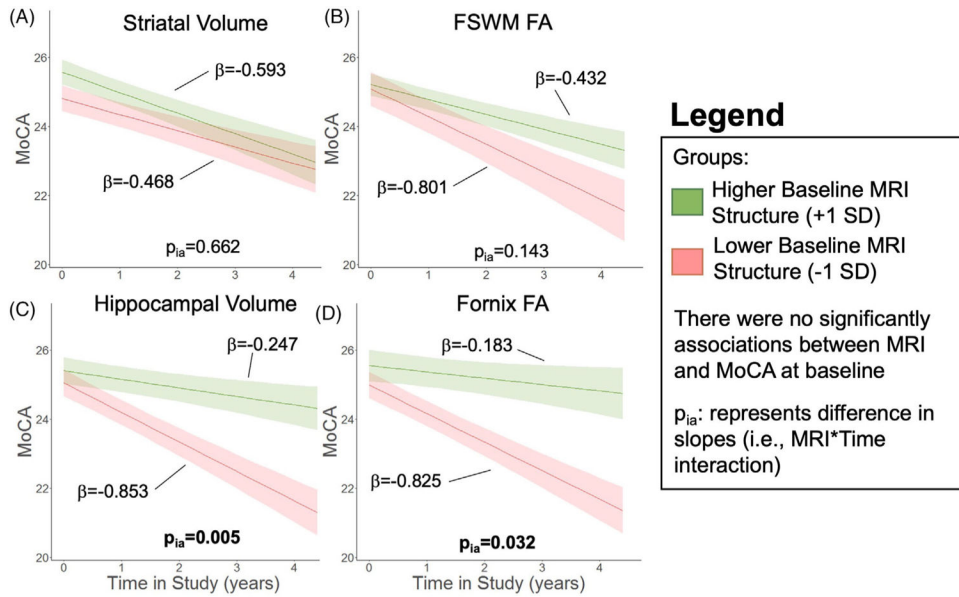 (A)
Striatal Volume
MoCA
26
24
22
20
β=-0.593
β=-0.468
pia=0.662
0 1 2 3 4
(B)
FSWM FA
MoCA
26
24
22
20
β=-0.432
β=-0.801
pia=0.143
0 1 2 3 4
(C)
Hippocampal Volume
MoCA
26
24
22
20
β=-0.247
β=-0.853
pia=0.005
0 1 2 3 4
Time in Study (years)
(D)
Fornix FA
MoCA
26
24
22
20
β=-0.183
β=-0.825
pia=0.032
0 1 2 3 4
Time in Study (years)
Legend
Groups:
Higher Baseline MRI
Structure (+1 SD)
Lower Baseline MRI
Structure (-1 SD)
There were no significantly
associations between MRI
and MoCA at baseline
pia: represents difference in
slopes (i.e., MRI*Time
interaction)